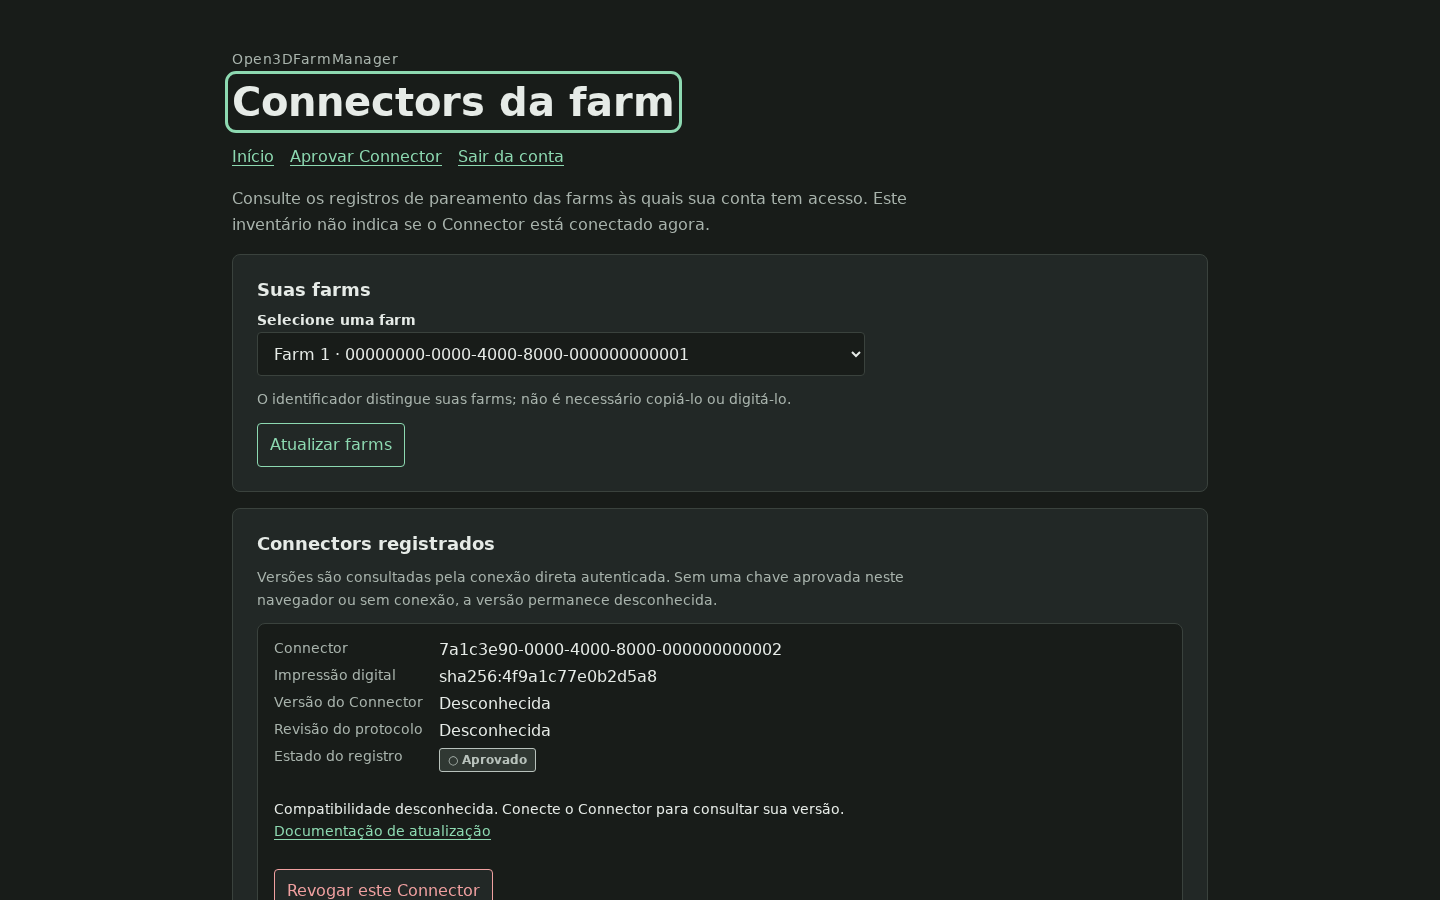 Open3DFarmManager
Connectors da farm
Início Aprovar Connector Sair da conta
Consulte os registros de pareamento das farms às quais sua conta tem acesso. Este
inventário não indica se o Connector está conectado agora.
Suas farms
Selecione uma farm
Farm 1 · 00000000-0000-4000-8000-000000000001
O identificador distingue suas farms; não é necessário copiá-lo ou digitá-lo.
Atualizar farms
Connectors registrados
Versões são consultadas pela conexão direta autenticada. Sem uma chave aprovada neste
navegador ou sem conexão, a versão permanece desconhecida.
Connector 7a1c3e90-0000-4000-8000-000000000002
Impressão digital sha256:4f9a1c77e0b2d5a8
Versão do Connector Desconhecida
Revisão do protocolo Desconhecida
Estado do registro ○ Aprovado
Compatibilidade desconhecida. Conecte o Connector para consultar sua versão.
Documentação de atualização
Revogar este Connector